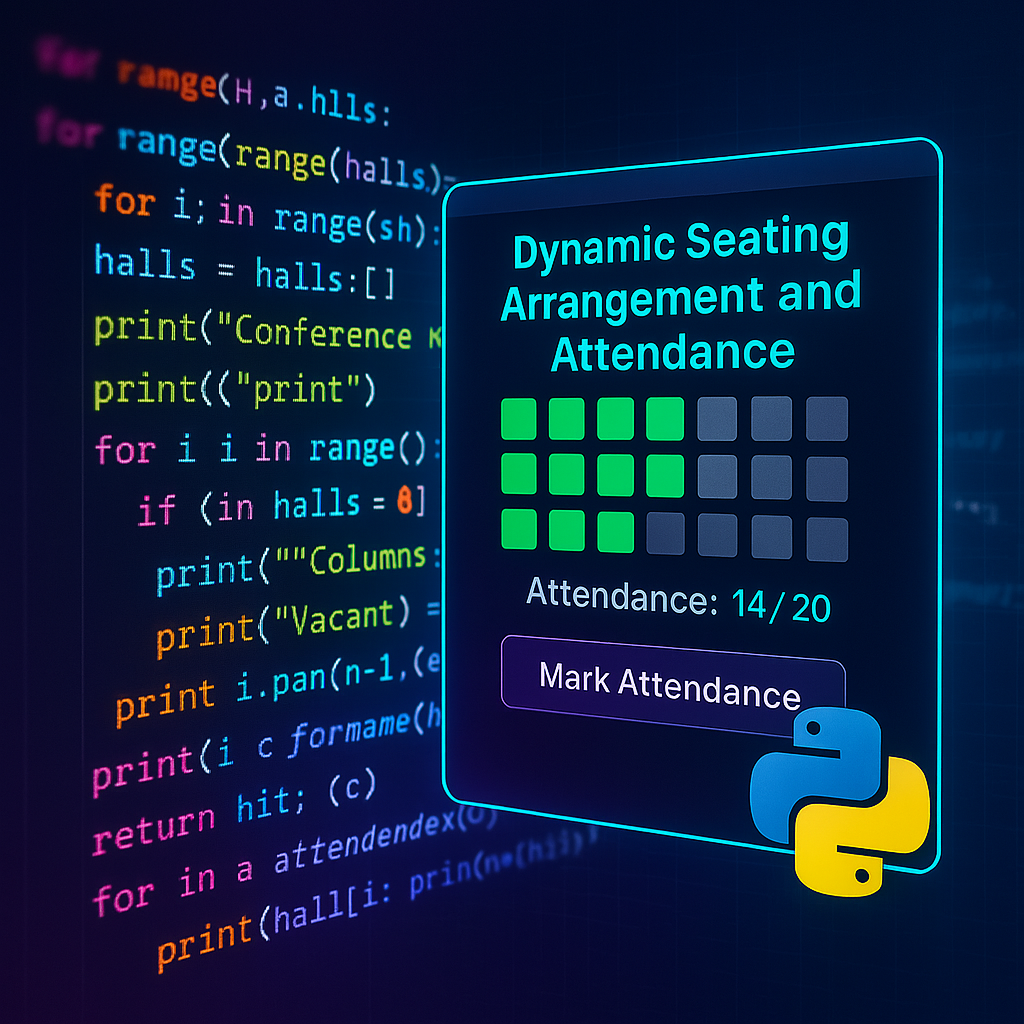 for ramge(H,a.hlls:
for range(range(halls)=
for i; in range(sh):
halls = halls:[]
print("Conference
print(("print")
for i i in range():
if (in halls = 8]
print(""Columns:
print("Vacant) =
print i.pan(n-1,(e
print(i c formame(h
return hit; (c)
for in a attendendex(o)
print(hall[i: prin(n*(hii)'
Dynamic Seating
Arrangement and
Attendance
Attendance: 14/20
Mark Attendance